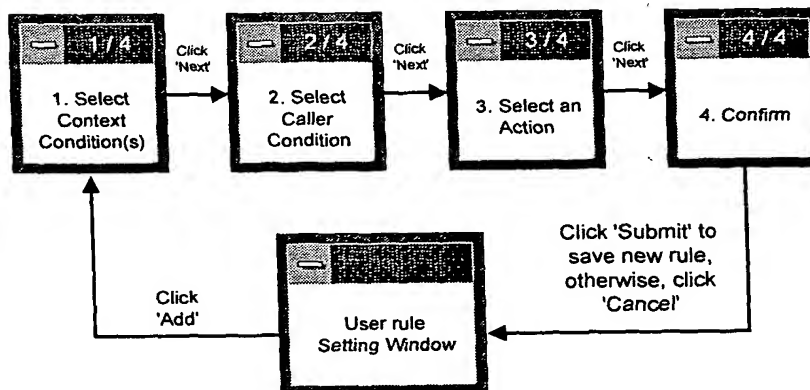 1/4
1. Select
Context
Condition(s)
Click
'Next'
2/4
2. Select
Caller
Condition
Click
'Next'
3/4
3. Select an
Action
Click
'Next'
4/4
4. Confirm
Click 'Submit' to
save new rule,
otherwise, click
'Cancel'
User rule
Setting Window
Click
'Add'